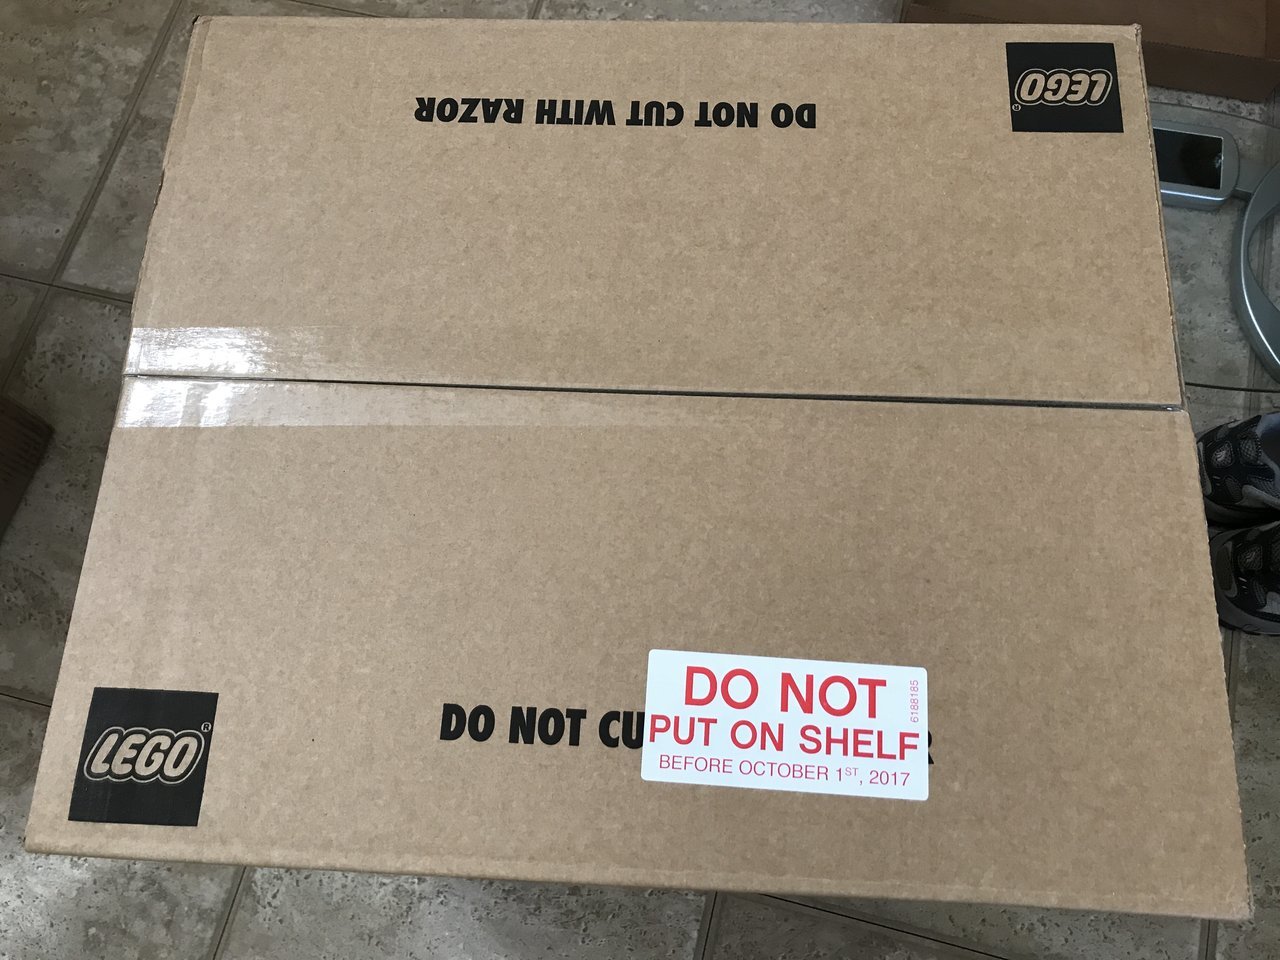 LEGO®
DO NOT CUT WITH RAZOR
DO NOT
PUT ON SHELF
BEFORE OCTOBER 1ST, 2017
6188185
DO NOT CU
R
LEGO®